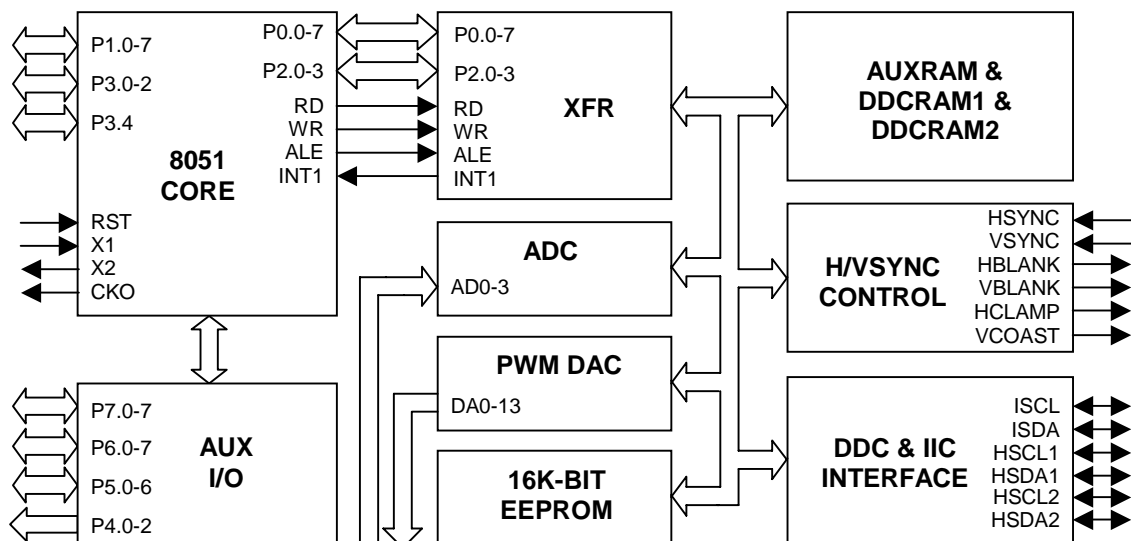 P1.0-7
P3.0-2
P3.4
P0.0-7
P2.0-3
RD
WR
ALE
INT1
8051
CORE
RST
X1
X2
CKO
P0.0-7
P2.0-3
RD
WR
ALE
INT1
XFR
AUXRAM &
DDCRAM1 &
DDCRAM2
ADC
AD0-3
H/VSYNC
CONTROL
HSYNC
VSYNC
HBLANK
VBLANK
HCLAMP
VCOAST
PWM DAC
DA0-13
P7.0-7
P6.0-7
P5.0-6
P4.0-2
AUX
I/O
16K-BIT
EEPROM
DDC & IIC
INTERFACE
ISCL
ISDA
HSCL1
HSDA1
HSCL2
HSDA2